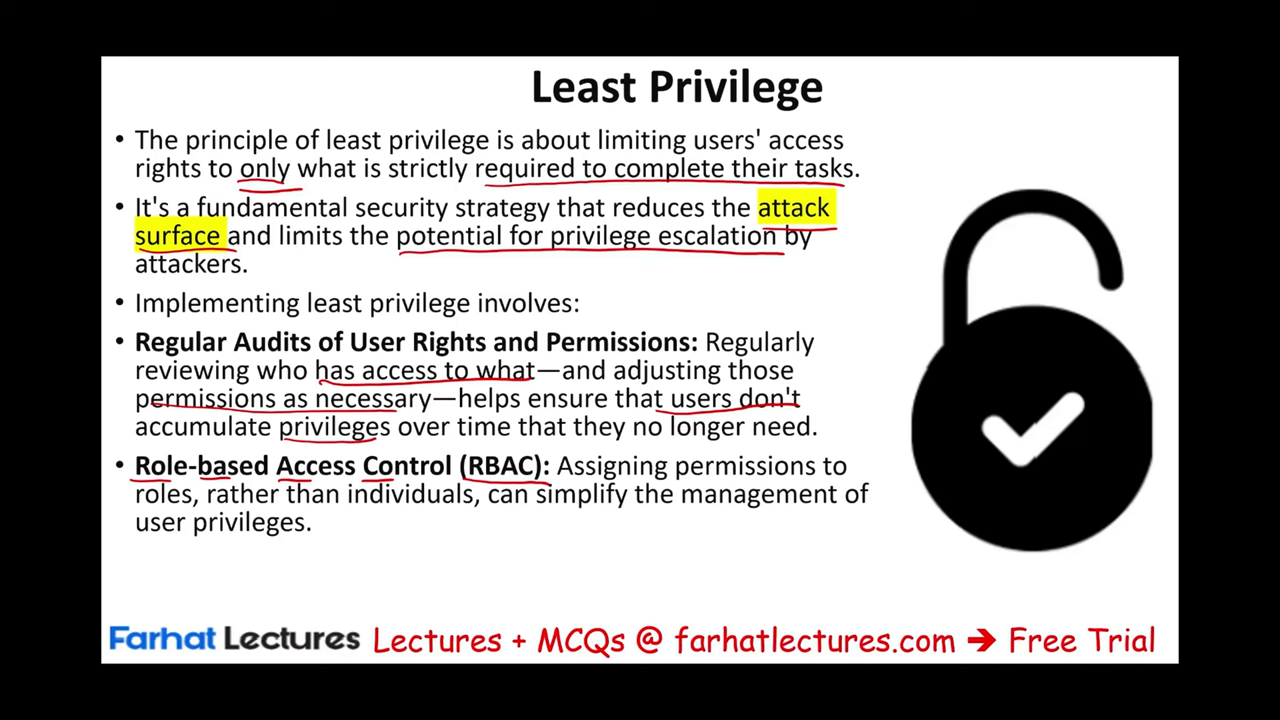 Least Privilege
• The principle of least privilege is about limiting users' access
rights to only what is strictly required to complete their tasks.
• It's a fundamental security strategy that reduces the attack
surface and limits the potential for privilege escalation by
attackers.
• Implementing least privilege involves:
• Regular Audits of User Rights and Permissions: Regularly
reviewing who has access to what—and adjusting those
permissions as necessary—helps ensure that users don't
accumulate privileges over time that they no longer need.
• Role-based Access Control (RBAC): Assigning permissions to
roles, rather than individuals, can simplify the management of
user privileges.
Farhat Lectures Lectures + MCQs @ farhatlectures.com → Free Trial